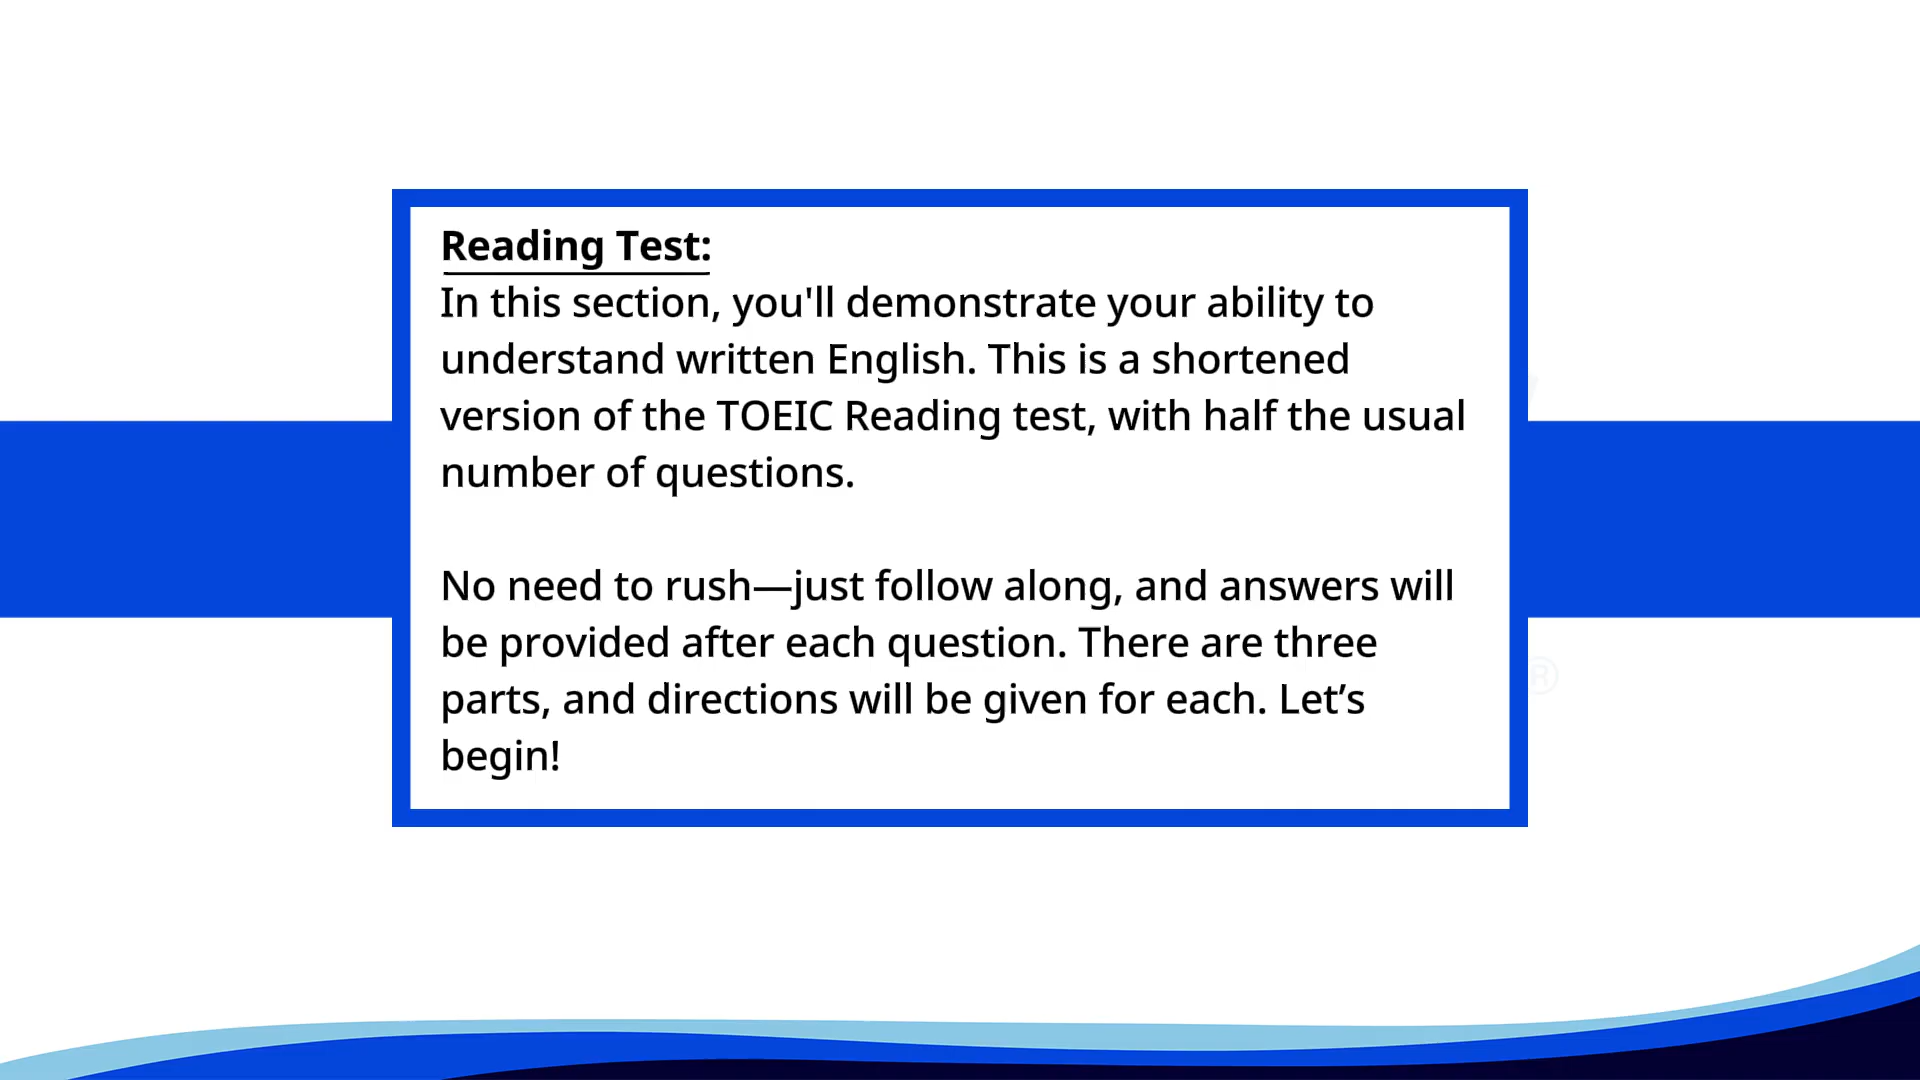 Reading Test:
In this section, you'll demonstrate your ability to
understand written English. This is a shortened
version of the TOEIC Reading test, with half the usual
number of questions.
No need to rush—just follow along, and answers will
be provided after each question. There are three
parts, and directions will be given for each. Let’s
begin!
®